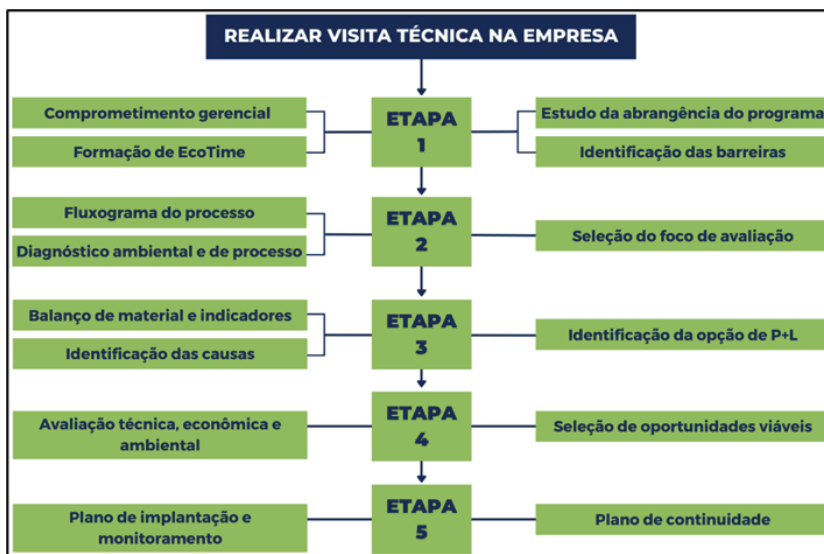 REALIZAR VISITA TÉCNICA NA EMPRESA
Comprometimento gerencial
Formação de EcoTime
ETAPA
1
Estudo da abrangência do programa
Identificação das barreiras
Fluxograma do processo
Diagnóstico ambiental e de processo
ETAPA
2
Seleção do foco de avaliação
Balanço de material e indicadores
Identificação das causas
ETAPA
3
Identificação da opção de P+L
Avaliação técnica, econômica e
ambiental
ETAPA
4
Seleção de oportunidades viáveis
Plano de implantação e
monitoramento
ETAPA
5
Plano de continuidade